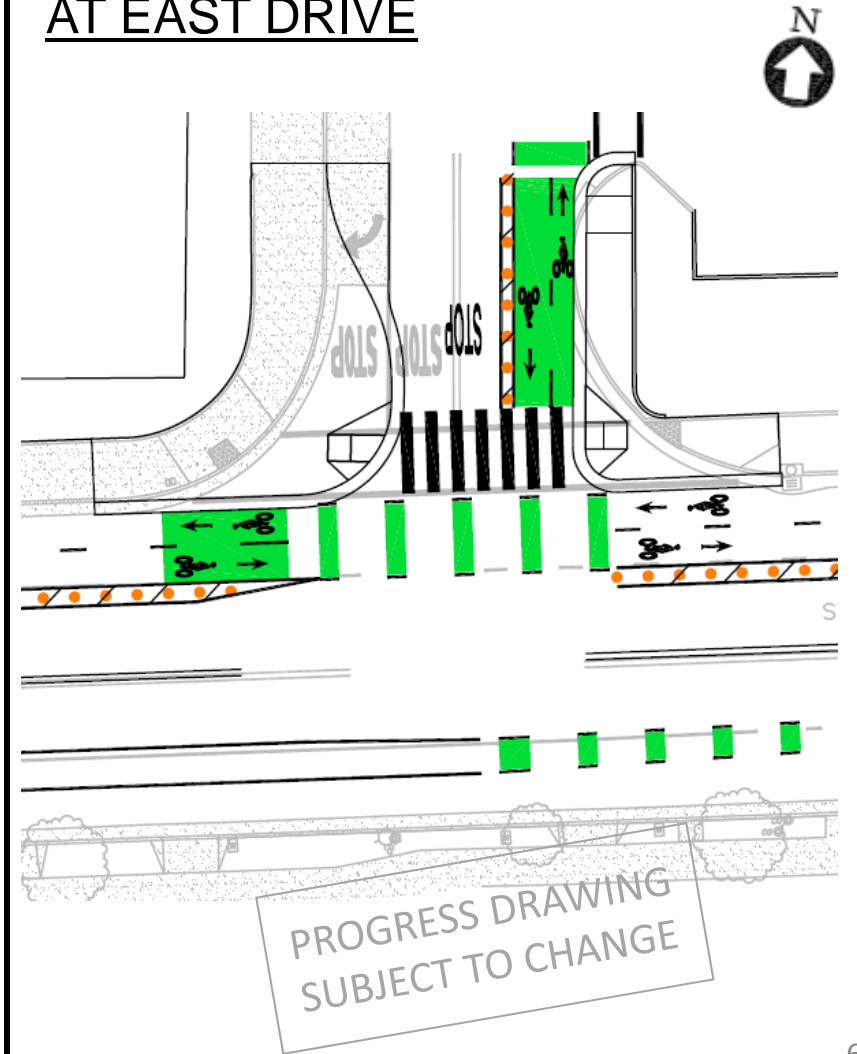 AT EAST DRIVE
N
STOP
STOP
STOP
S
PROGRESS DRAWING
SUBJECT TO CHANGE